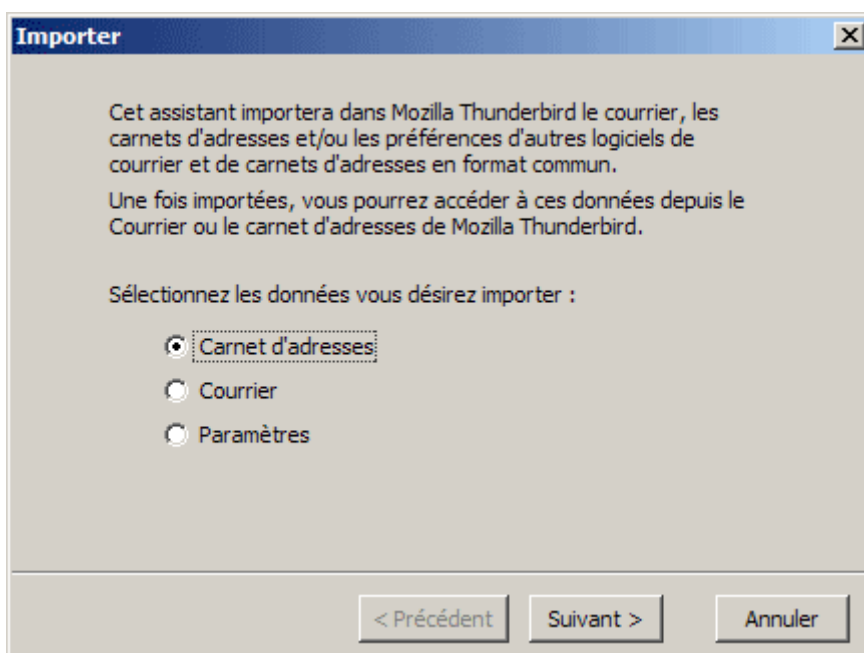 Importer
Cet assistant importera dans Mozilla Thunderbird le courrier, les
carnets d'adresses et/ou les préférences d'autres logiciels de
courrier et de carnets d'adresses en format commun.
Une fois importées, vous pourrez accéder à ces données depuis le
Courrier ou le carnet d'adresses de Mozilla Thunderbird.
Sélectionnez les données vous désirez importer :
Carnet d'adresses
Courrier
Paramètres
< Précédent
Suivant >
Annuler